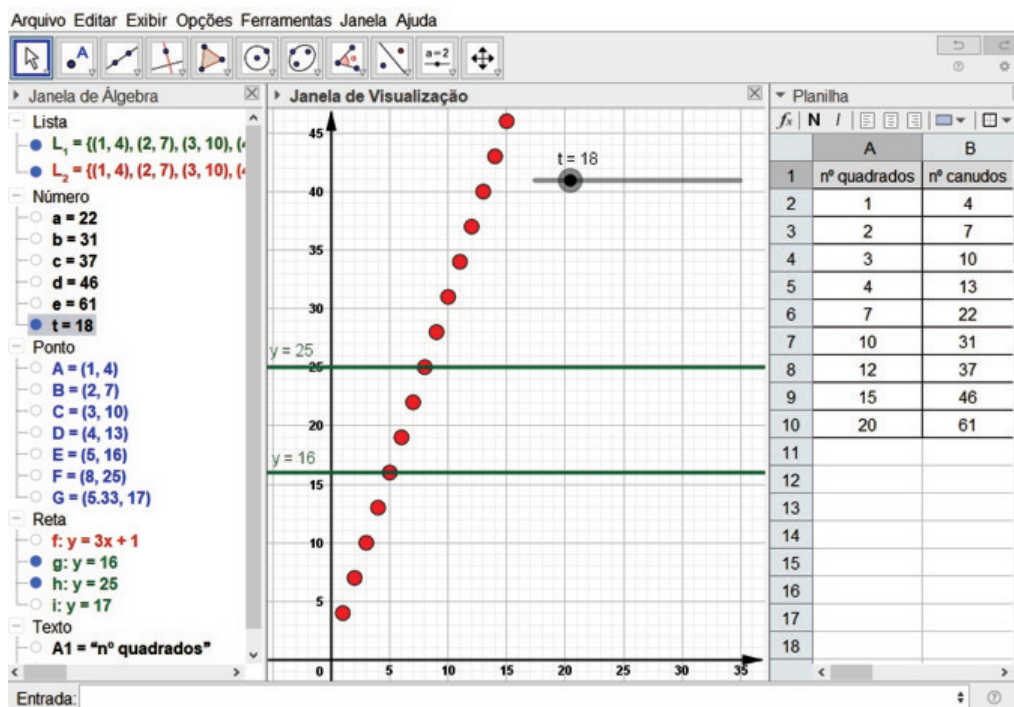 Arquivo Editar Exibir Opções Ferramentas Janela Ajuda
A
α
a=2
Janela de Álgebra
Lista
L₁ = {(1, 4), (2, 7), (3, 10), (4
L₂ = {(1, 4), (2, 7), (3, 10), (4
Número
a = 22
b = 31
c = 37
d = 46
e = 61
t = 18
Ponto
A = (1, 4)
B = (2, 7)
C = (3, 10)
D = (4, 13)
E = (5, 16)
F = (8, 25)
G = (5.33, 17)
Reta
f: y = 3x + 1
g: y = 16
h: y = 25
i: y = 17
Texto
A1 = “nº quadrados”
Janela de Visualização
t = 18
y = 25
y = 16
45
40
35
30
25
20
15
10
5
0 5 10 15 20 25 30 35
Planilha
fx N I
A B
1 nº quadrados nº canudos
2 1 4
3 2 7
4 3 10
5 4 13
6 7 22
7 10 31
8 12 37
9 15 46
10 20 61
11
12
13
14
15
16
17
18
Entrada: